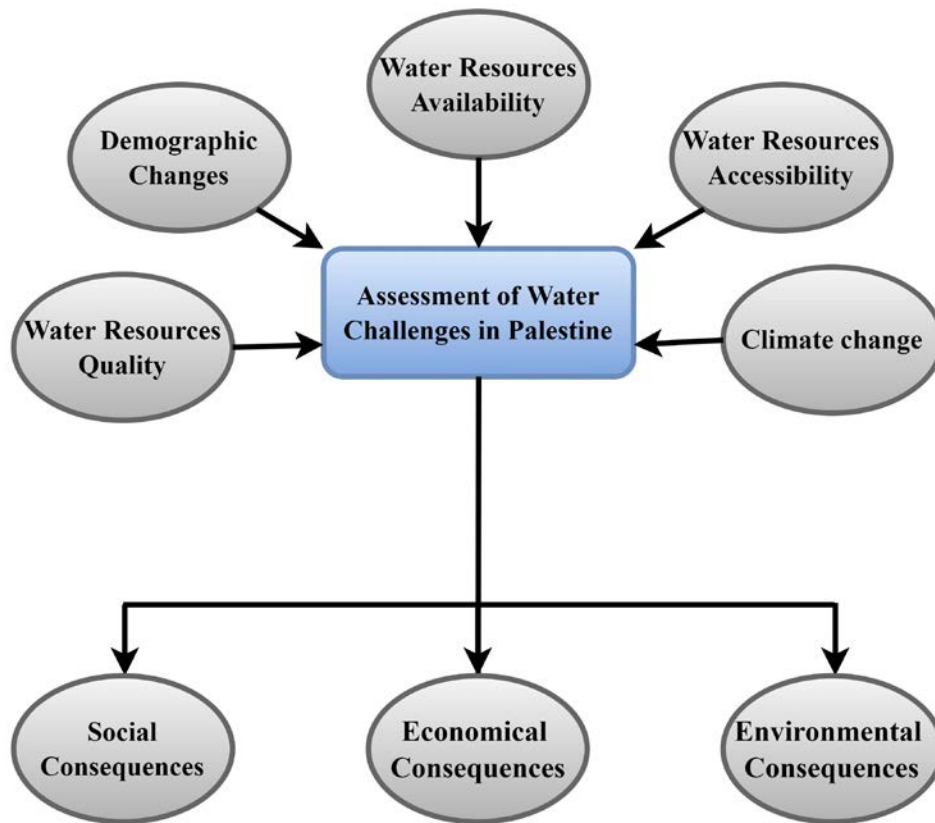 Water Resources
Availability
Demographic
Changes
Water Resources
Accessibility
Assessment of Water
Challenges in Palestine
Water Resources
Quality
Climate change
Social
Consequences
Economical
Consequences
Environmental
Consequences